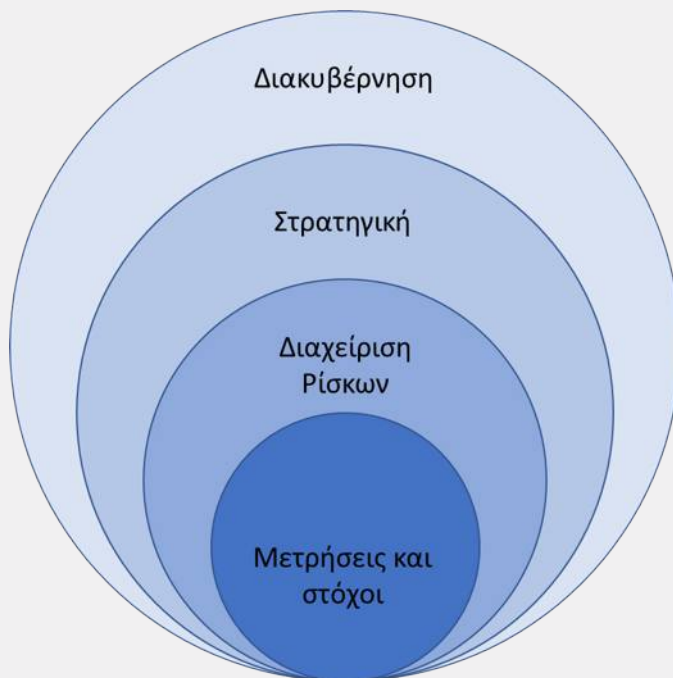 Διακυβέρνηση
Στρατηγική
Διαχείριση
Ρίσκων
Μετρήσεις και
στόχοι